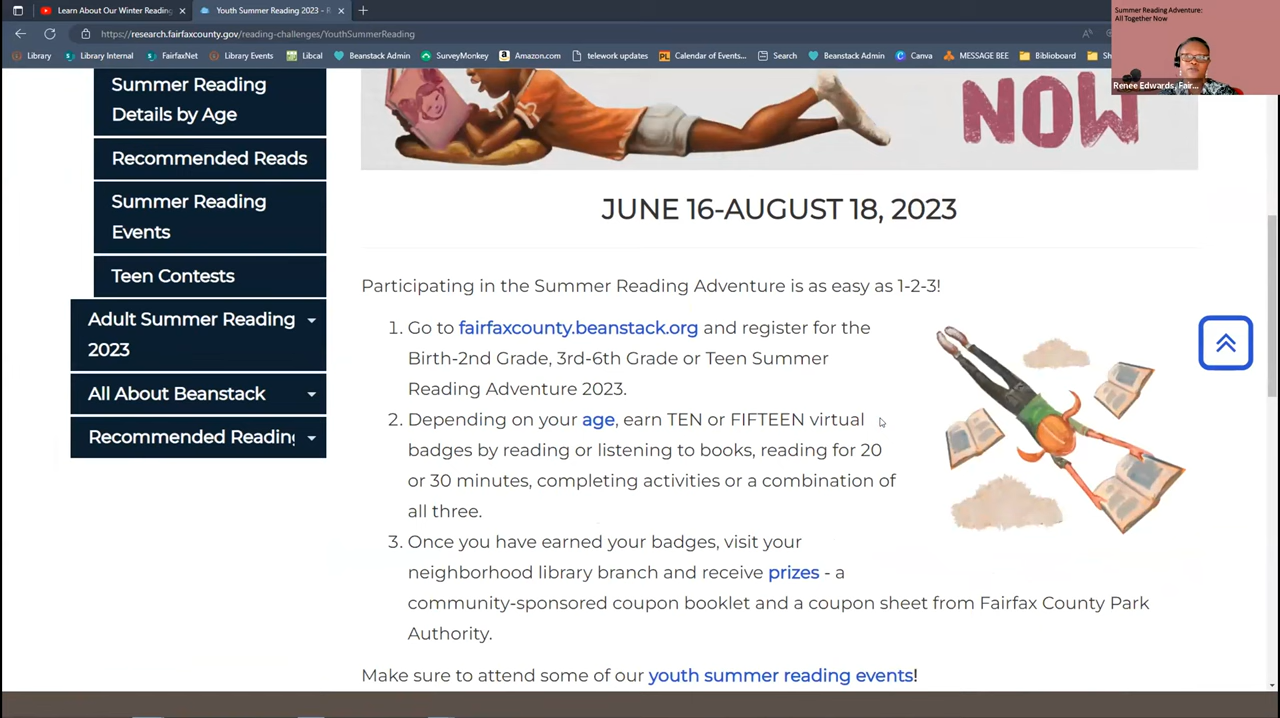 Learn About Our Winter Reading
Youth Summer Reading 2023 - R
Summer Reading Adventure:
All Together Now
https://research.fairfaxcounty.gov/reading-challenges/YouthSummerReading
Library
Library Internal
FairfaxNet
Library Events
Libcal
Beanstack Admin
SurveyMonkey
Amazon.com
telework updates
Calendar of Events...
Search
Beanstack Admin
Canva
MESSAGE BEE
Biblioboard
Sh
Renee Edwards, Fair...
NOW
Summer Reading
Details by Age
Recommended Reads
Summer Reading
Events
Teen Contests
Adult Summer Reading
2023
All About Beanstack
Recommended Reading
JUNE 16-AUGUST 18, 2023
Participating in the Summer Reading Adventure is as easy as 1-2-3!
1. Go to fairfaxcounty.beanstack.org and register for the
Birth-2nd Grade, 3rd-6th Grade or Teen Summer
Reading Adventure 2023.
2. Depending on your age, earn TEN or FIFTEEN virtual
badges by reading or listening to books, reading for 20
or 30 minutes, completing activities or a combination of
all three.
3. Once you have earned your badges, visit your
neighborhood library branch and receive prizes - a
community-sponsored coupon booklet and a coupon sheet from Fairfax County Park
Authority.
Make sure to attend some of our youth summer reading events!